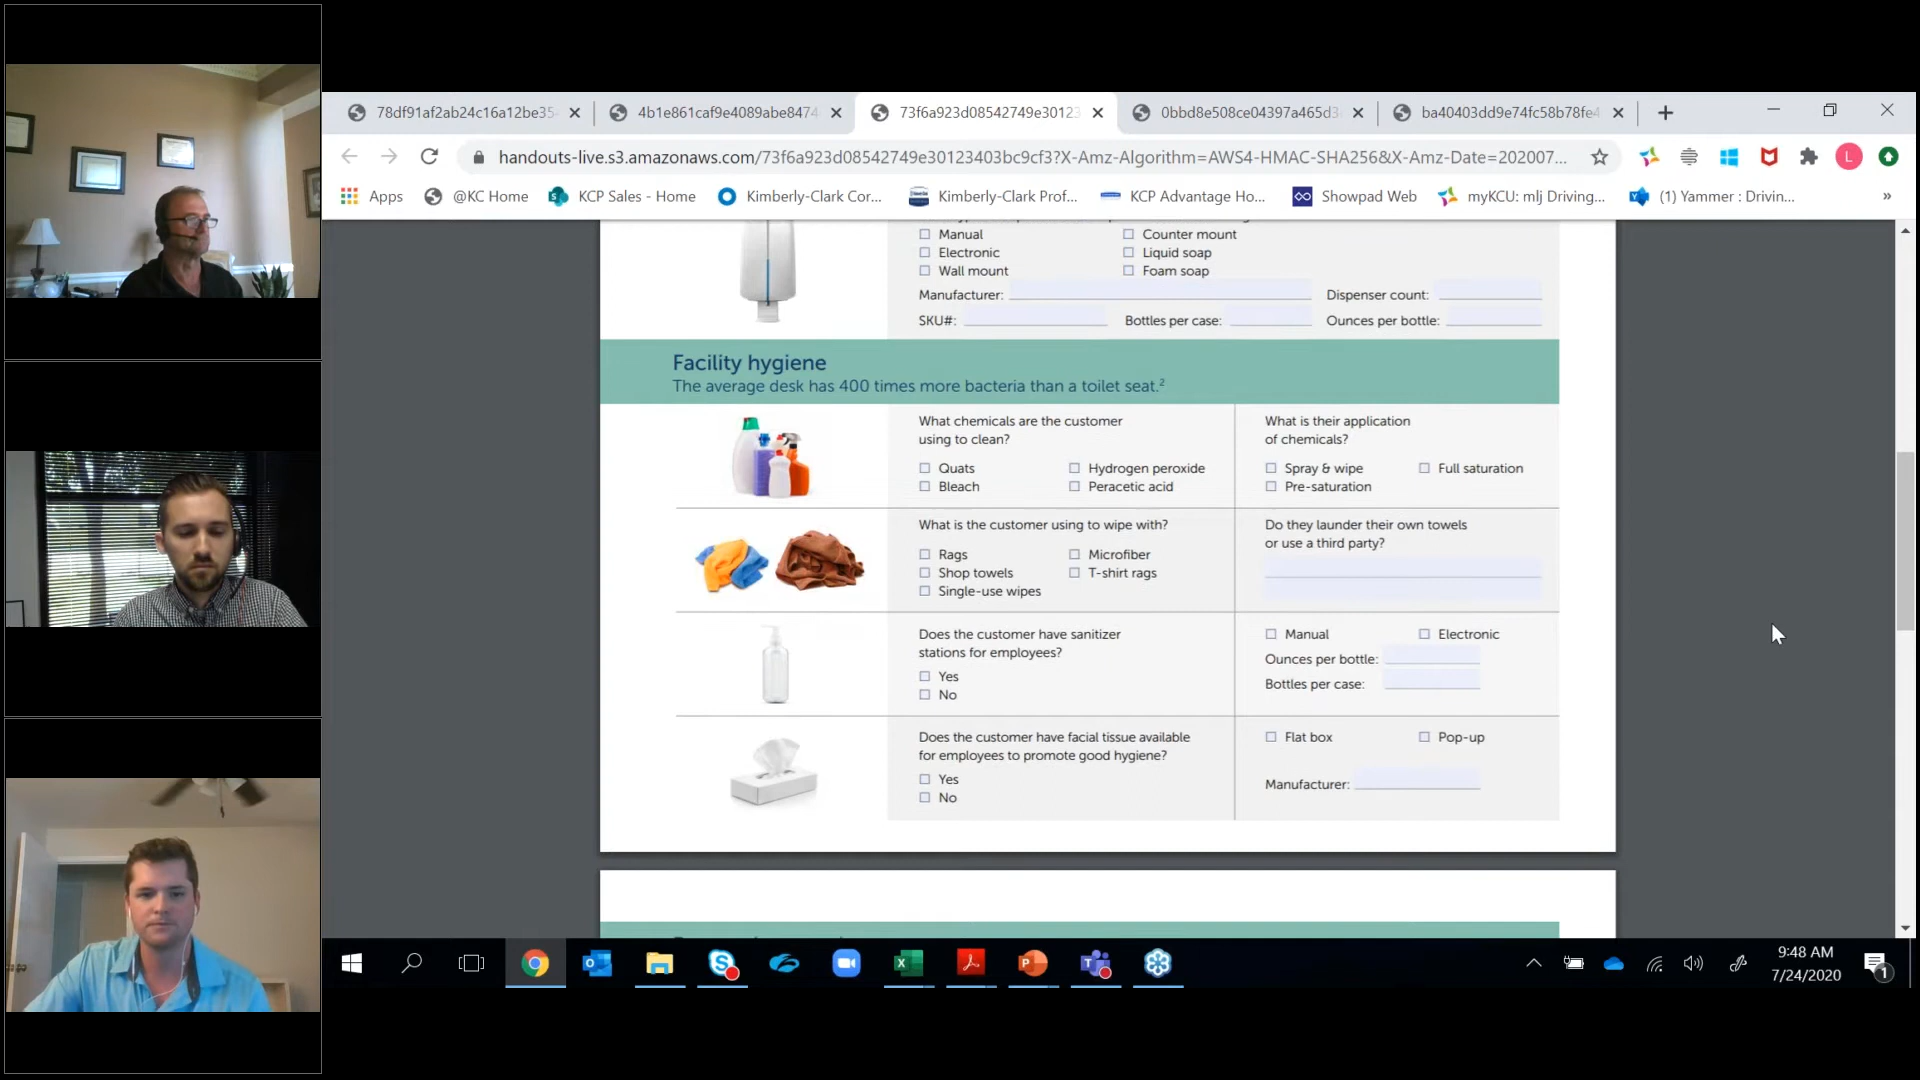 78df91af2ab24c16a12be35
4b1e861caf9e4089abe8474
73f6a923d08542749e30123
0bbd8e508ce04397a465d3
ba40403dd9e74fc58b78fe4
handouts-live.s3.amazonaws.com/73f6a923d08542749e30123403bc9cf3?X-Amz-Algorithm=AWS4-HMAC-SHA256&X-Amz-Date=202007...
L
Apps
@KC Home
KCP Sales - Home
Kimberly-Clark Cor...
Kimberly-Clark Prof...
KCP Advantage Ho...
Showpad Web
myKCU: mlj Driving...
(1) Yammer : Drivin...
»
Manual
Counter mount
Electronic
Liquid soap
Wall mount
Foam soap
Manufacturer:
Dispenser count:
SKU#:
Bottles per case:
Ounces per bottle:
Facility hygiene
The average desk has 400 times more bacteria than a toilet seat.²
What chemicals are the customer
using to clean?
Quats
Hydrogen peroxide
Bleach
Peracetic acid
What is their application
of chemicals?
Spray & wipe
Full saturation
Pre-saturation
What is the customer using to wipe with?
Rags
Microfiber
Shop towels
T-shirt rags
Single-use wipes
Do they launder their own towels
or use a third party?
Does the customer have sanitizer
stations for employees?
Yes
No
Manual
Electronic
Ounces per bottle:
Bottles per case:
Does the customer have facial tissue available
for employees to promote good hygiene?
Yes
No
Flat box
Pop-up
Manufacturer:
9:48 AM
7/24/2020
1